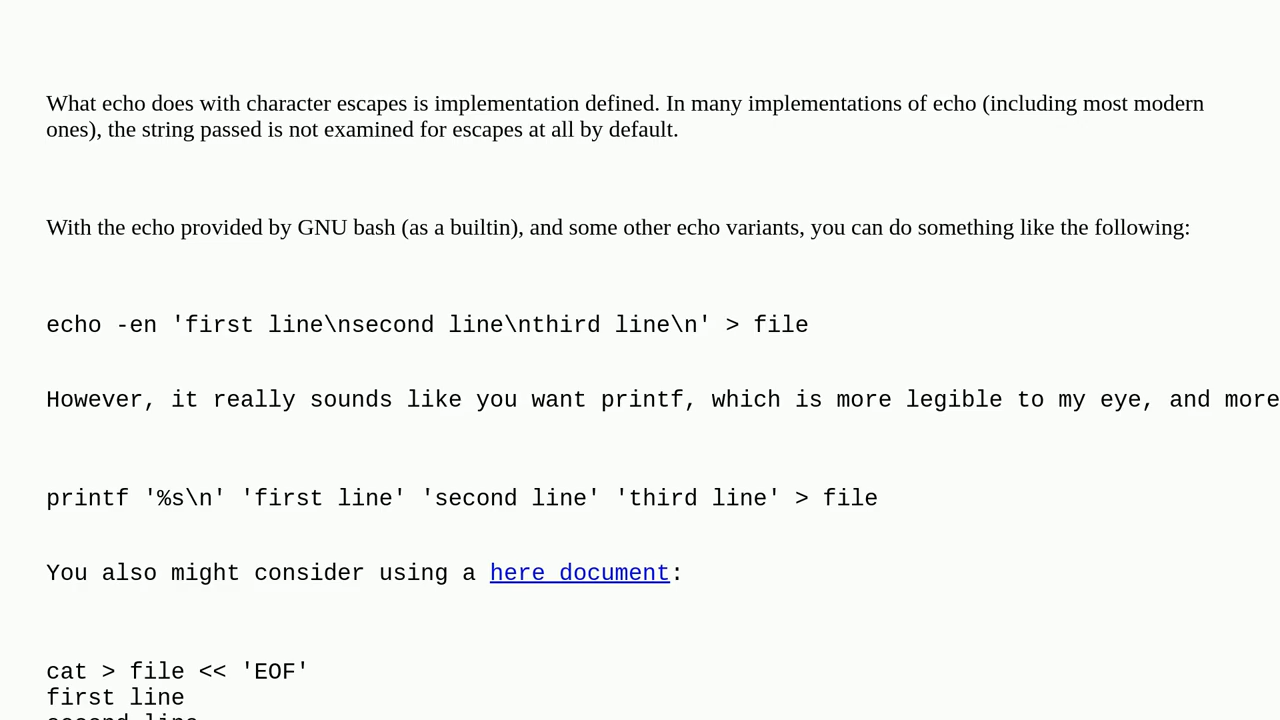 What echo does with character escapes is implementation defined. In many implementations of echo (including most modern
ones), the string passed is not examined for escapes at all by default.
With the echo provided by GNU bash (as a builtin), and some other echo variants, you can do something like the following:
echo -en 'first line\nsecond line\nthird line\n' > file
However, it really sounds like you want printf, which is more legible to my eye, and more
printf '%s\n' 'first line' 'second line' 'third line' > file
You also might consider using a here document:
cat > file << 'EOF'
first line
second line